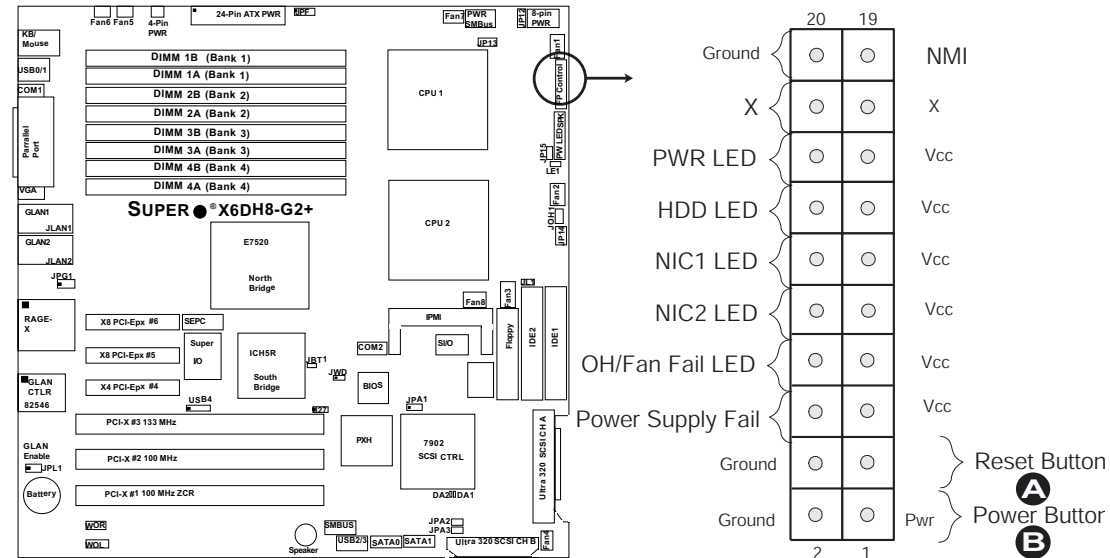 Fan6 Fan5
4-Pin
PWR
24-Pin ATX PWR
JPF
Fan7
PWR
SMBus
JP12
8-pin
PWR
KB/
Mouse
JP13
Fan1
USB0/1
COM1
DIMM 1B (Bank 1)
DIMM 1A (Bank 1)
DIMM 2B (Bank 2)
DIMM 2A (Bank 2)
DIMM 3B (Bank 3)
DIMM 3A (Bank 3)
DIMM 4B (Bank 4)
DIMM 4A (Bank 4)
CPU 1
FP Control
PW LED SPK
JP15
LE1
Parrallel
Port
VGA
SUPER ® X6DH8-G2+
Fan2
JOH1
JP14
GLAN1
JLAN1
GLAN2
JLAN2
CPU 2
E7520
North
Bridge
JPG1
JL1
Fan3
Fan8
RAGE-
X
X8 PCI-Epx #6
SEPC
IPMI
Floppy
IDE2
IDE1
Super
IO
ICH5R
South
Bridge
COM2
SI/O
X8 PCI-Epx #5
JBT1
JWD
BIOS
GLAN
CTLR
82546
X4 PCI-Epx #4
USB4
JPA1
PCI-X #3 133 MHz
PXH
7902
SCSI CTRL
Ultra 320 SCSI CH A
GLAN
Enable
JPL1
PCI-X #2 100 MHz
Battery
PCI-X #1 100 MHz ZCR
DA2 DA1
WOR
WOL
Speaker
SMBUS
USB2/3
SATA0
SATA1
JPA2
JPA3
Ultra 320 SCSI CH B
Fan4
20 19
Ground NMI
X X
PWR LED Vcc
HDD LED Vcc
NIC1 LED Vcc
NIC2 LED Vcc
OH/Fan Fail LED Vcc
Power Supply Fail Vcc
Ground Reset Button
A
Ground Pwr Power Button
B
2 1